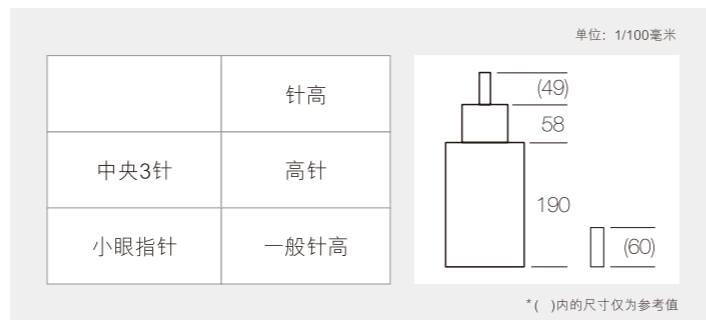 单位：1/100毫米
针高
中央3针 高针
小眼指针 一般针高
(49)
58
190
(60)
*( )内的尺寸仅为参考值